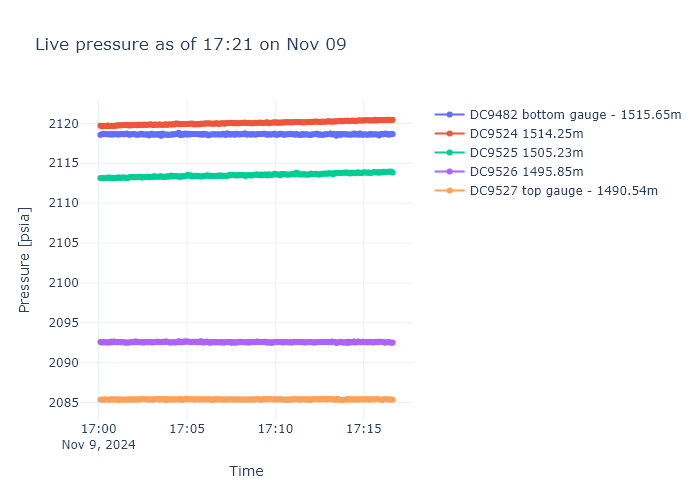 Live pressure as of 17:21 on Nov 09
DC9482 bottom gauge - 1515.65m
DC9524 1514.25m
DC9525 1505.23m
DC9526 1495.85m
DC9527 top gauge - 1490.54m
Pressure [psia]
2120
2115
2110
2105
2100
2095
2090
2085
17:00 17:05 17:10 17:15
Nov 9, 2024
Time